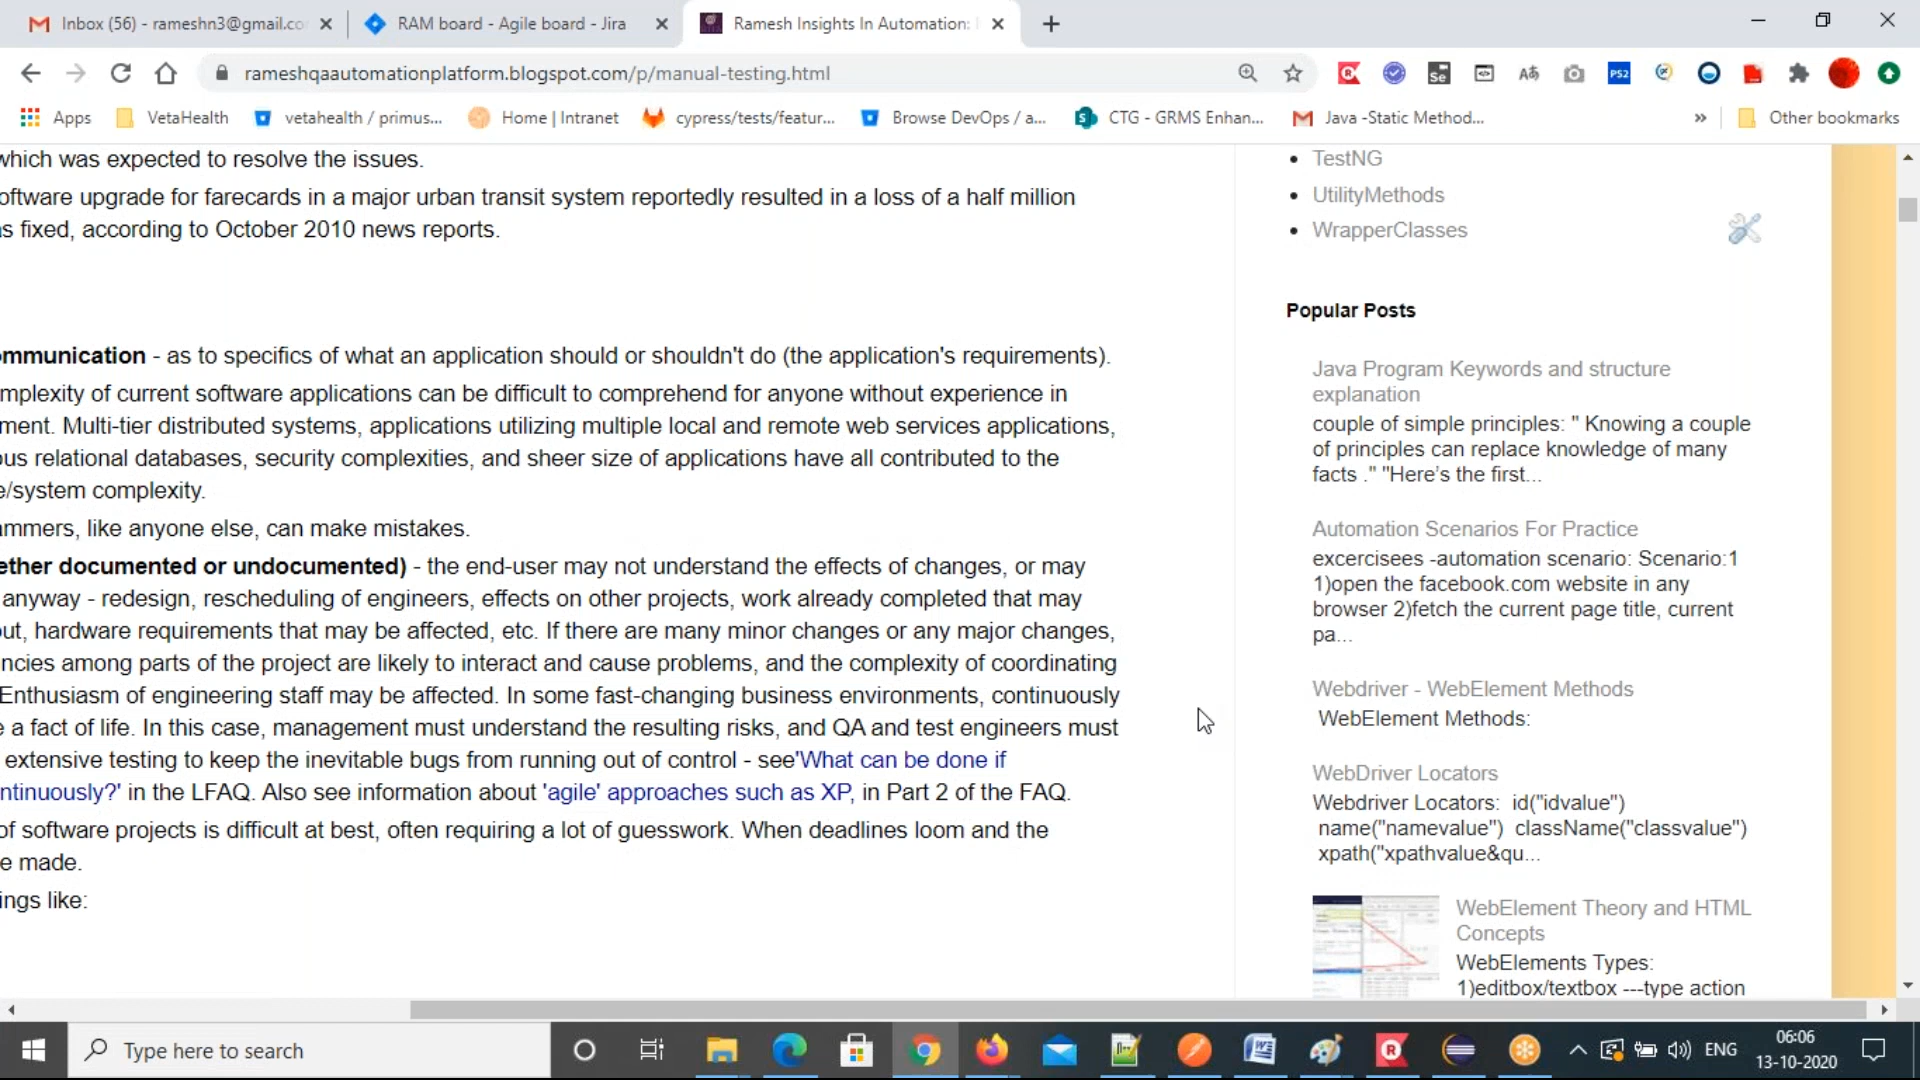 Inbox (56) - rameshn3@gmail.co
RAM board - Agile board - Jira
Ramesh Insights In Automation:
rameshqaautomationplatform.blogspot.com/p/manual-testing.html
Apps
VetaHealth
vetahealth / primus...
Home | Intranet
cypress/tests/featur...
Browse DevOps / a...
CTG - GRMS Enhan...
Java -Static Method...
»
Other bookmarks
which was expected to resolve the issues.
oftware upgrade for farecards in a major urban transit system reportedly resulted in a loss of a half million
s fixed, according to October 2010 news reports.
ommunication - as to specifics of what an application should or shouldn't do (the application's requirements).
mplexity of current software applications can be difficult to comprehend for anyone without experience in
ment. Multi-tier distributed systems, applications utilizing multiple local and remote web services applications,
ous relational databases, security complexities, and sheer size of applications have all contributed to the
e/system complexity.
ammers, like anyone else, can make mistakes.
ether documented or undocumented) - the end-user may not understand the effects of changes, or may
anyway - redesign, rescheduling of engineers, effects on other projects, work already completed that may
out, hardware requirements that may be affected, etc. If there are many minor changes or any major changes,
ncies among parts of the project are likely to interact and cause problems, and the complexity of coordinating
Enthusiasm of engineering staff may be affected. In some fast-changing business environments, continuously
e a fact of life. In this case, management must understand the resulting risks, and QA and test engineers must
extensive testing to keep the inevitable bugs from running out of control - see'What can be done if
ntinuously?' in the LFAQ. Also see information about 'agile' approaches such as XP, in Part 2 of the FAQ.
of software projects is difficult at best, often requiring a lot of guesswork. When deadlines loom and the
e made.
ings like:
TestNG
UtilityMethods
WrapperClasses
Popular Posts
Java Program Keywords and structure
explanation
couple of simple principles: " Knowing a couple
of principles can replace knowledge of many
facts ." "Here's the first...
Automation Scenarios For Practice
excercisees -automation scenario: Scenario:1
1)open the facebook.com website in any
browser 2)fetch the current page title, current
pa...
Webdriver - WebElement Methods
WebElement Methods:
WebDriver Locators
Webdriver Locators: id("idvalue")
name("namevalue") className("classvalue")
xpath("xpathvalue&qu...
WebElement Theory and HTML
Concepts
WebElements Types:
1)editbox/textbox ---type action
Type here to search
ENG
06:06
13-10-2020